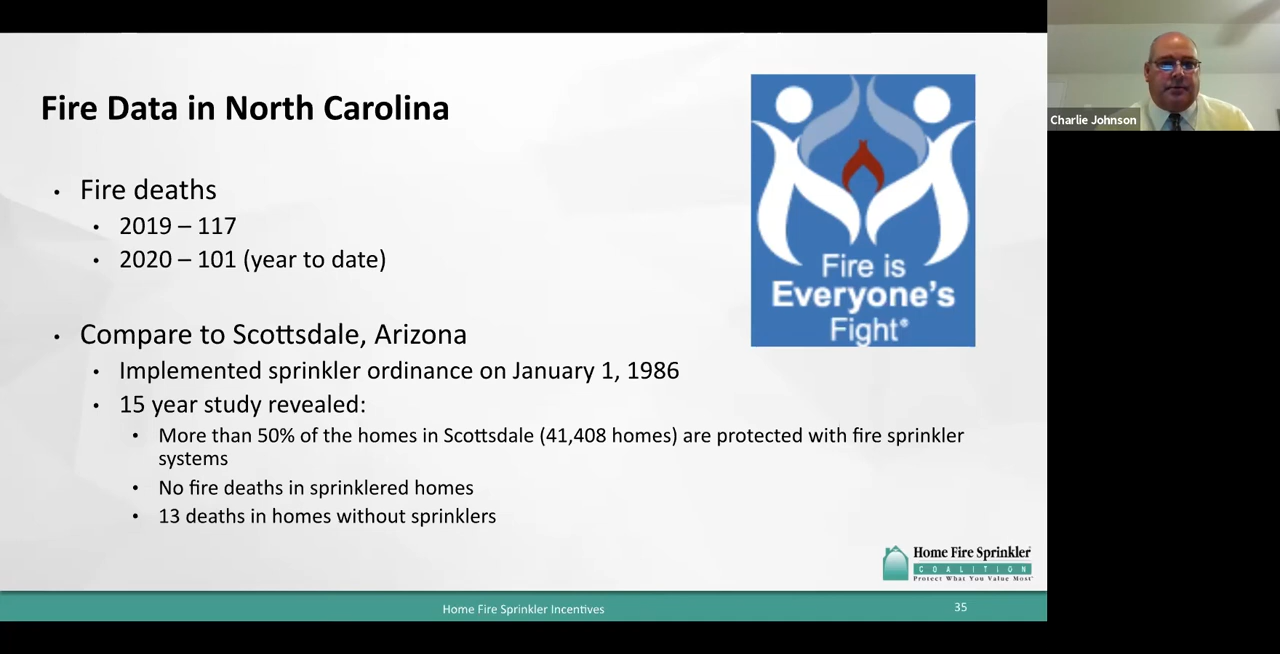 Fire Data in North Carolina
• Fire deaths
• 2019 – 117
• 2020 – 101 (year to date)
• Compare to Scottsdale, Arizona
• Implemented sprinkler ordinance on January 1, 1986
• 15 year study revealed:
• More than 50% of the homes in Scottsdale (41,408 homes) are protected with fire sprinkler
systems
• No fire deaths in sprinklered homes
• 13 deaths in homes without sprinklers
Fire is
Everyone's
Fight®
Home Fire Sprinkler
COALITION
Protect What You Value Most
Home Fire Sprinkler Incentives
35
Charlie Johnson